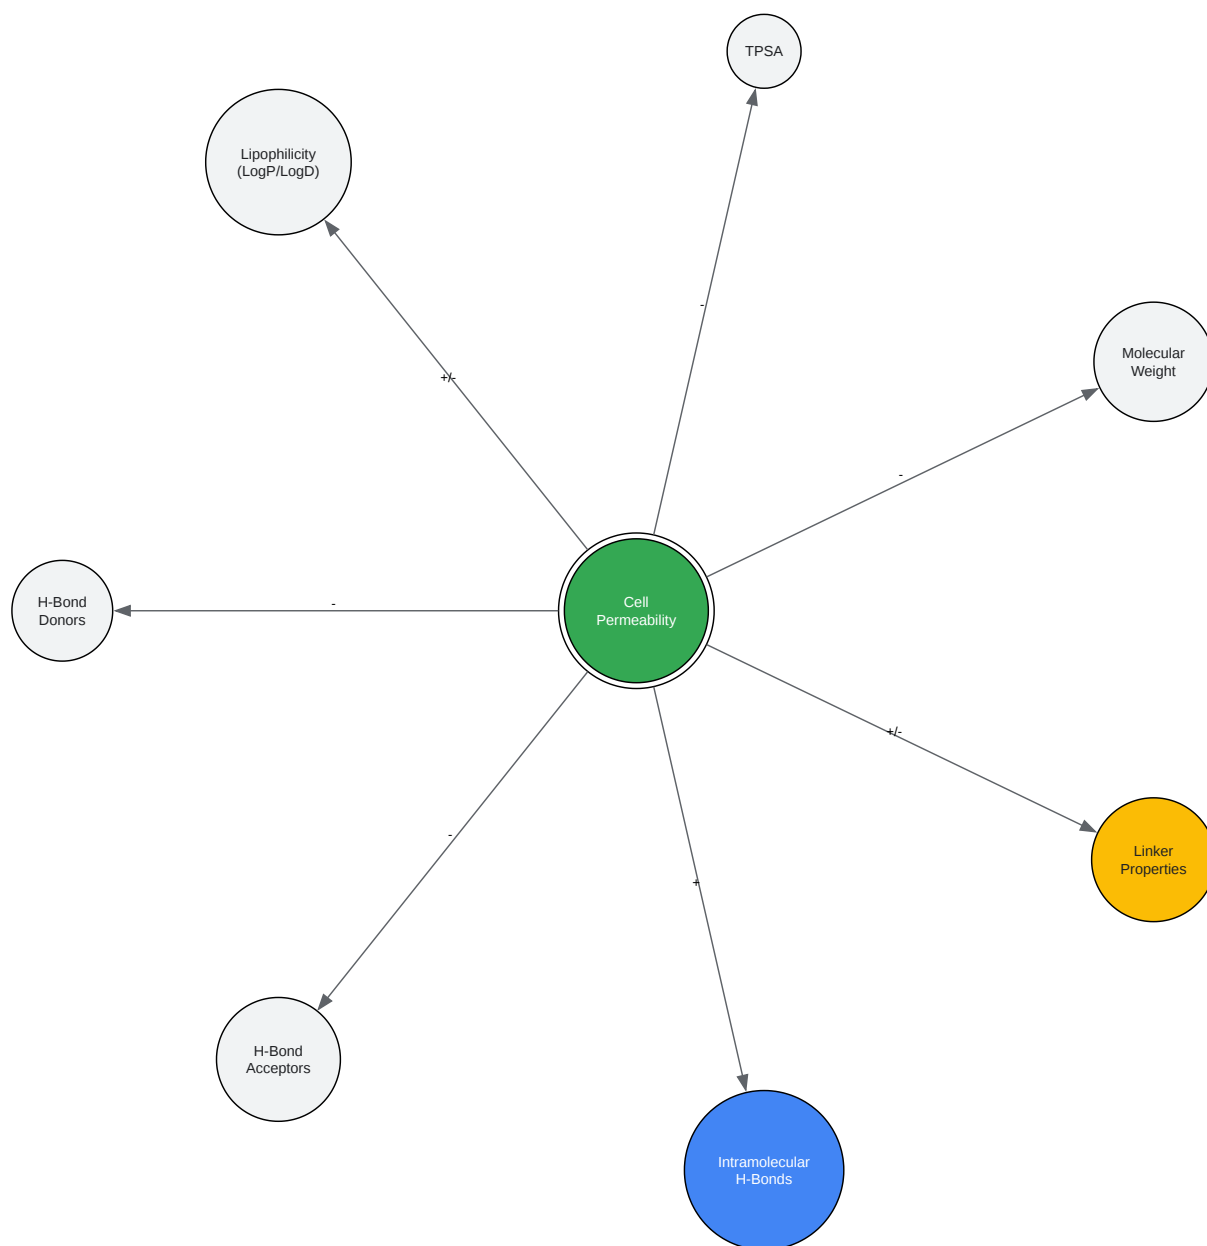 TPSA
Lipophilicity
(LogP/LogD)
-
Molecular
Weight
+/-
-
H-Bond
Donors
-
Cell
Permeability
+/-
-
Linker
Properties
+
H-Bond
Acceptors
Intramolecular
H-Bonds